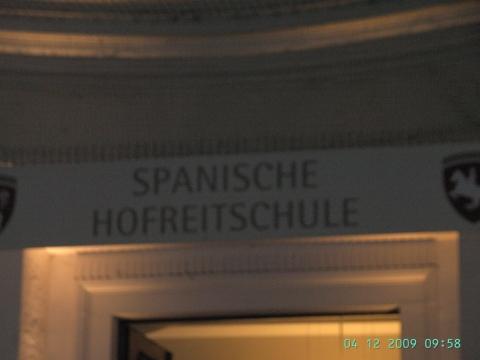 SPANISCHE
HOFREITSCHULE
04 12 2009 09:58